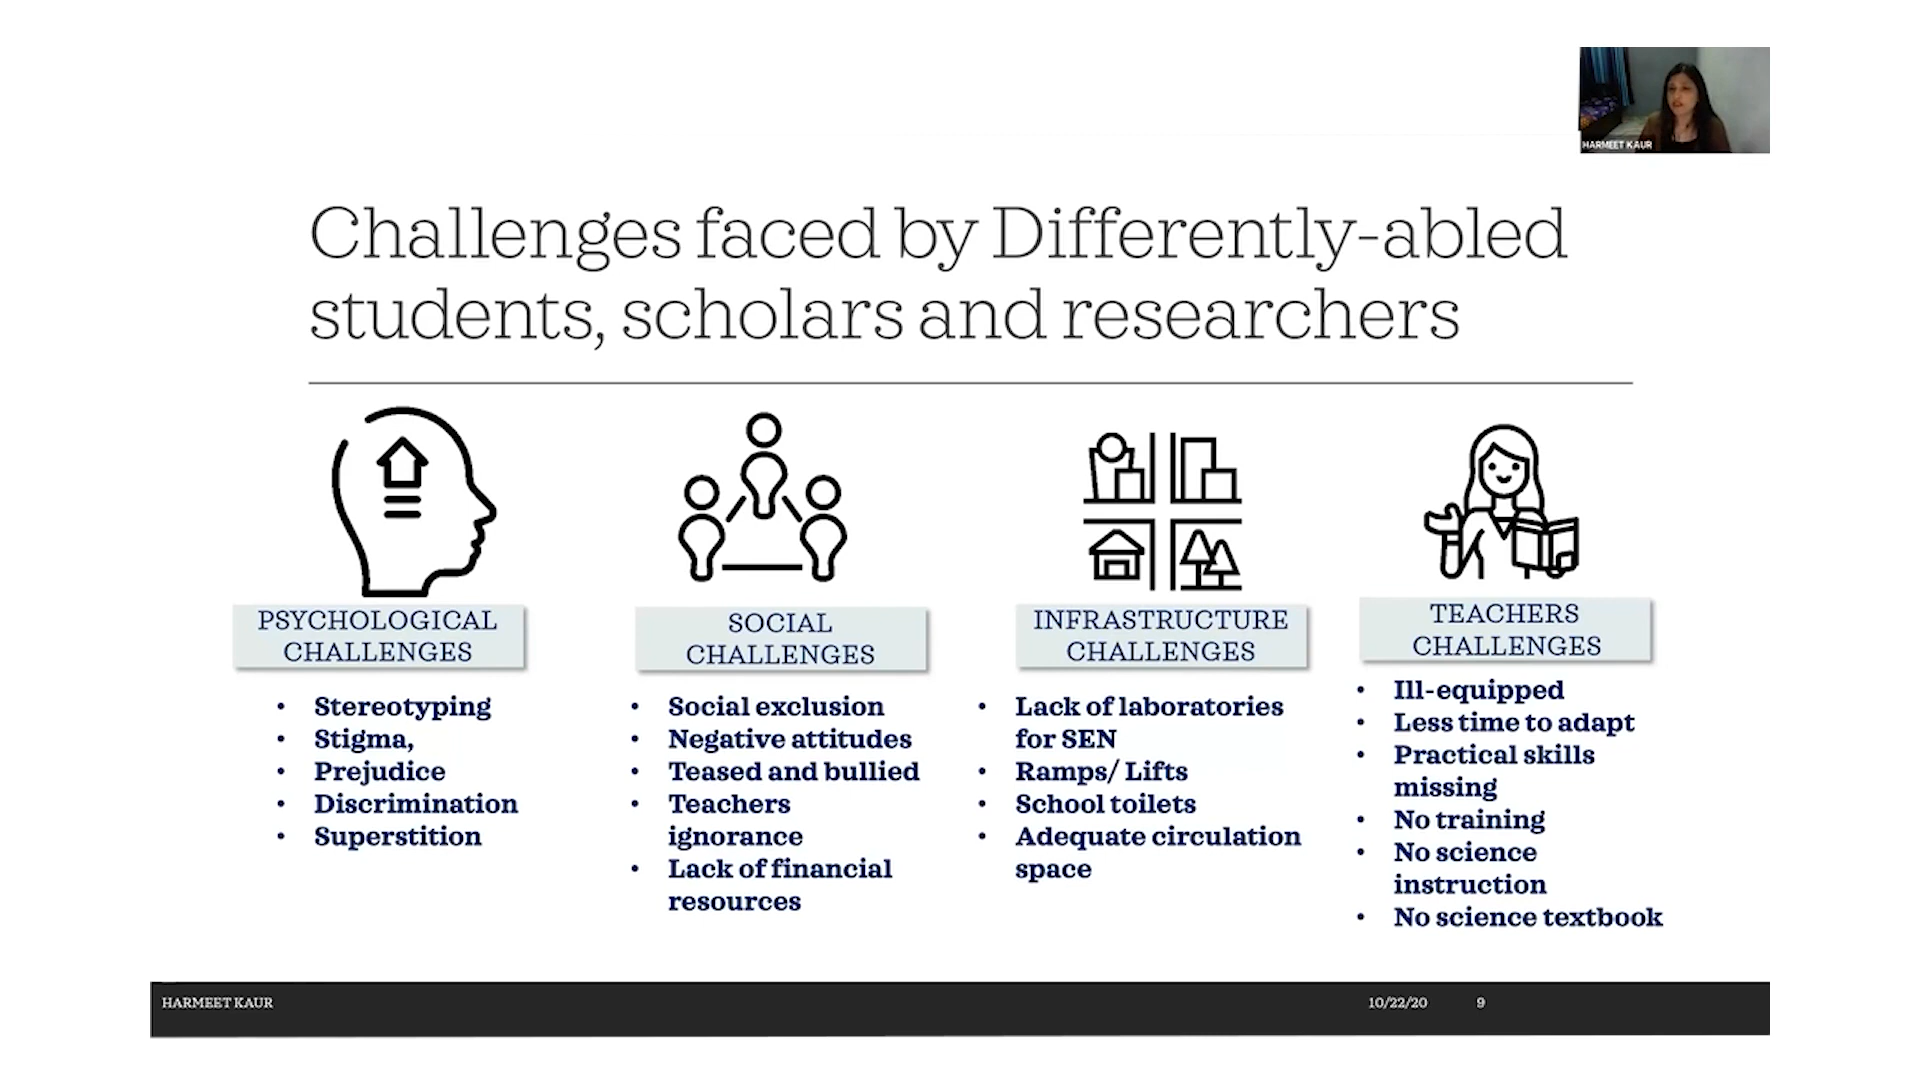 HARMEET KAUR
Challenges faced by Differently-abled
students, scholars and researchers
PSYCHOLOGICAL
CHALLENGES
• Stereotyping
• Stigma,
• Prejudice
• Discrimination
• Superstition
SOCIAL
CHALLENGES
• Social exclusion
• Negative attitudes
• Teased and bullied
• Teachers
ignorance
• Lack of financial
resources
INFRASTRUCTURE
CHALLENGES
• Lack of laboratories
for SEN
• Ramps/ Lifts
• School toilets
• Adequate circulation
space
TEACHERS
CHALLENGES
• Ill-equipped
• Less time to adapt
• Practical skills
missing
• No training
• No science
instruction
• No science textbook
HARMEET KAUR
10/22/20
9